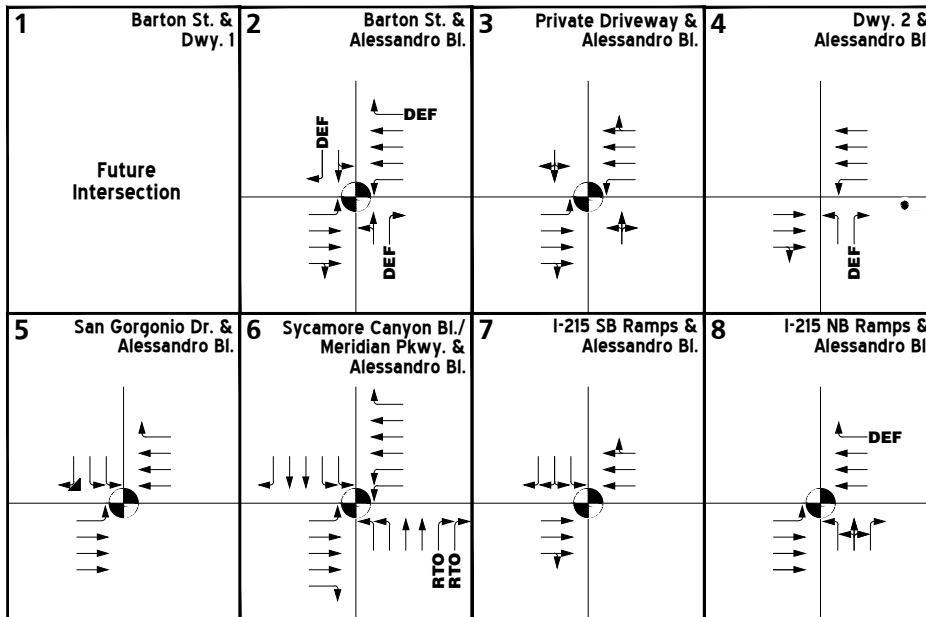 1
Barton St. &
Dwy. 1
Future
Intersection
2
Barton St. &
Alessandro Bl.
DEF
DEF
DEF
3
Private Driveway &
Alessandro Bl.
4
Dwy. 2 &
Alessandro Bl.
DEF
5
San Gorgonio Dr. &
Alessandro Bl.
6
Sycamore Canyon Bl./
Meridian Pkwy. &
Alessandro Bl.
RTO
RTO
7
I-215 SB Ramps &
Alessandro Bl.
8
I-215 NB Ramps &
Alessandro Bl.
DEF